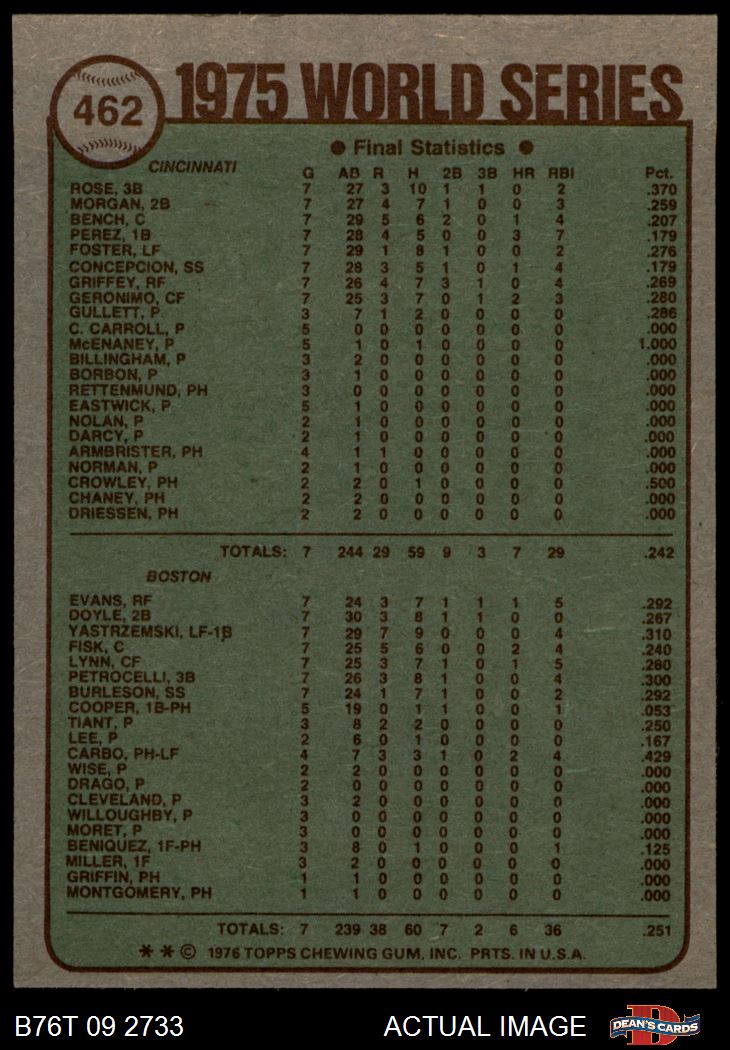 462
1975 WORLD SERIES
● Final Statistics ●
CINCINNATI G AB R H 2B 3B HR RBI Pct.
ROSE, 3B 7 27 3 10 1 1 0 2 .370
MORGAN, 2B 7 27 4 7 1 0 0 3 .259
BENCH, C 7 29 5 6 2 0 1 4 .207
PEREZ, 1B 7 28 4 5 0 0 3 7 .179
FOSTER, LF 7 29 1 8 1 0 0 2 .276
CONCEPCION, SS 7 28 3 5 1 0 1 4 .179
GRIFFEY, RF 7 26 4 7 3 1 0 4 .269
GERONIMO, CF 7 25 3 7 0 1 2 3 .280
GULLETT, P 3 7 1 2 0 0 0 0 .286
C. CARROLL, P 5 0 0 0 0 0 0 0 .000
McENANEY, P 5 1 0 1 0 0 0 0 1.000
BILLINGHAM, P 3 2 0 0 0 0 0 0 .000
BORBON, P 3 1 0 0 0 0 0 0 .000
RETTENMUND, PH 3 0 0 0 0 0 0 0 .000
EASTWICK, P 5 1 0 0 0 0 0 0 .000
NOLAN, P 2 1 0 0 0 0 0 0 .000
DARCY, P 2 1 0 0 0 0 0 0 .000
ARMBRISTER, PH 4 1 1 0 0 0 0 0 .000
NORMAN, P 2 1 0 0 0 0 0 0 .000
CROWLEY, PH 2 2 0 1 0 0 0 0 .500
CHANEY, PH 2 2 0 0 0 0 0 0 .000
DRIESSEN, PH 2 2 0 0 0 0 0 0 .000
TOTALS: 7 244 29 59 9 3 7 29 .242
BOSTON
EVANS, RF 7 24 3 7 1 1 1 5 .292
DOYLE, 2B 7 30 3 8 1 1 0 0 .267
YASTRZEMSKI, LF-1B 7 29 7 9 0 0 0 4 .310
FISK, C 7 25 5 6 0 0 2 4 .240
LYNN, CF 7 25 3 7 1 0 1 5 .280
PETROCELLI, 3B 7 26 3 8 1 0 0 4 .300
BURLESON, SS 7 24 1 7 1 0 0 2 .292
COOPER, 1B-PH 5 19 0 1 1 0 0 1 .053
TIANT, P 3 8 2 2 0 0 0 0 .250
LEE, P 2 6 0 1 0 0 0 0 .167
CARBO, PH-LF 4 7 3 3 1 0 2 4 .429
WISE, P 2 2 0 0 0 0 0 0 .000
DRAGO, P 2 0 0 0 0 0 0 0 .000
CLEVELAND, P 3 2 0 0 0 0 0 0 .000
WILLOUGHBY, P 3 0 0 0 0 0 0 0 .000
MORET, P 3 0 0 0 0 0 0 0 .000
BENIQUEZ, 1F-PH 3 8 0 1 0 0 0 1 .125
MILLER, 1F 3 2 0 0 0 0 0 0 .000
GRIFFIN, PH 1 1 0 0 0 0 0 0 .000
MONTGOMERY, PH 1 1 0 0 0 0 0 0 .000
TOTALS: 7 239 38 60 7 2 6 36 .251
* * © 1976 TOPPS CHEWING GUM, INC. PRTS. IN U.S.A.
B76T 09 2733 ACTUAL IMAGE D DEAN'S CARDS